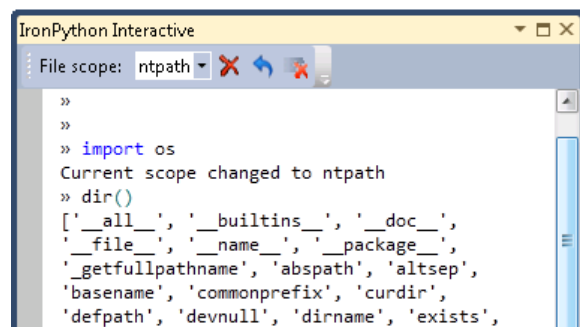 IronPython Interactive
File scope: ntpath
»
»
» import os
Current scope changed to ntpath
» dir()
['__all__', '__builtins__', '__doc__',
'__file__', '__name__', '__package__',
'_getfullpathname', 'abspath', 'altsep',
'basename', 'commonprefix', 'curdir',
'defpath', 'devnull', 'dirname', 'exists',